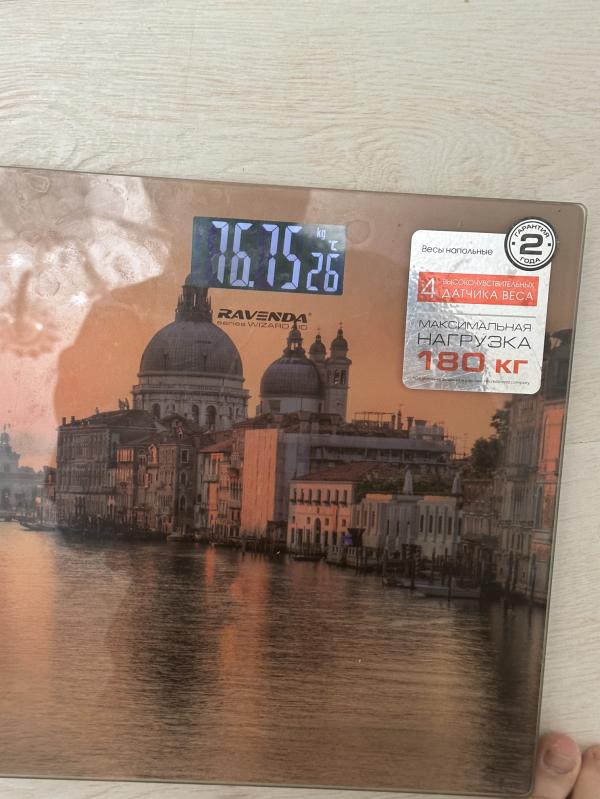 76.75
kg
°C
26
RAVENDA
series WIZARD AIO
Весы напольные
ГАРАНТИЯ
2
ГОДА
4 ВЫСОКОЧУВСТВИТЕЛЬНЫХ
ДАТЧИКА ВЕСА
МАКСИМАЛЬНАЯ
НАГРУЗКА
180 КГ